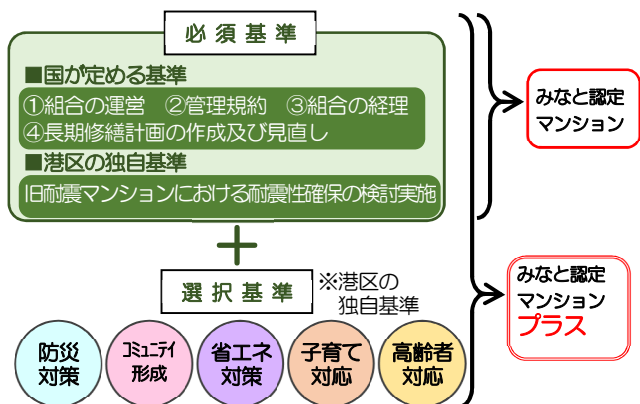 必須基準
■国が定める基準
①組合の運営 ②管理規約 ③組合の経理
④長期修繕計画の作成及び見直し
■港区の独自基準
旧耐震マンションにおける耐震性確保の検討実施
みなと認定
マンション
+
選択基準
※港区の
独自基準
防災
対策
コミュニティ
形成
省エネ
対策
子育て
対応
高齢者
対応
みなと認定
マンション
プラス